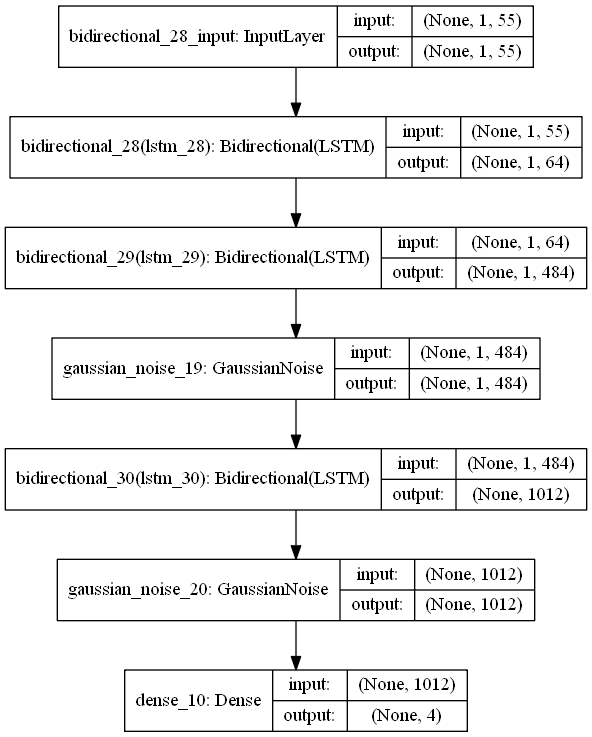 bidirectional_28_input: InputLayer input: (None, 1, 55)
output: (None, 1, 55)
bidirectional_28(lstm_28): Bidirectional(LSTM) input: (None, 1, 55)
output: (None, 1, 64)
bidirectional_29(lstm_29): Bidirectional(LSTM) input: (None, 1, 64)
output: (None, 1, 484)
gaussian_noise_19: GaussianNoise input: (None, 1, 484)
output: (None, 1, 484)
bidirectional_30(lstm_30): Bidirectional(LSTM) input: (None, 1, 484)
output: (None, 1012)
gaussian_noise_20: GaussianNoise input: (None, 1012)
output: (None, 1012)
dense_10: Dense input: (None, 1012)
output: (None, 4)